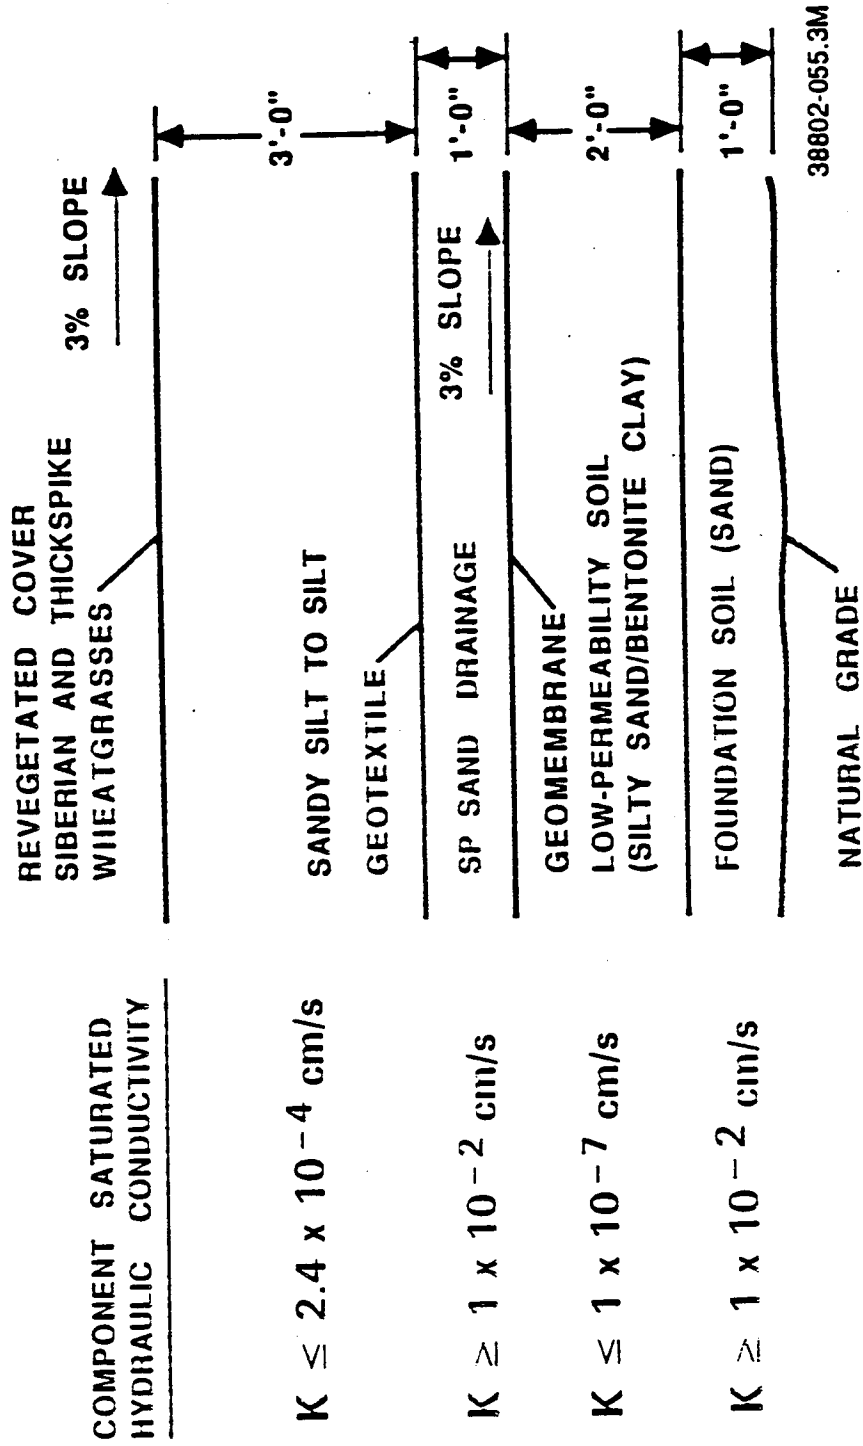 COMPONENT SATURATED
HYDRAULIC CONDUCTIVITY
REVEGETATED COVER
SIBERIAN AND THICKSPIKE
WHEATGRASSES
3% SLOPE
K ≤ 2.4 x 10⁻⁴ cm/s
SANDY SILT TO SILT
3'-0"
GEOTEXTILE
K ≥ 1 x 10⁻² cm/s
SP SAND DRAINAGE
3% SLOPE
1'-0"
GEOMEMBRANE
K ≤ 1 x 10⁻⁷ cm/s
LOW-PERMEABILITY SOIL
(SILTY SAND/BENTONITE CLAY)
2'-0"
K ≥ 1 x 10⁻² cm/s
FOUNDATION SOIL (SAND)
1'-0"
NATURAL GRADE
38802-055.3M